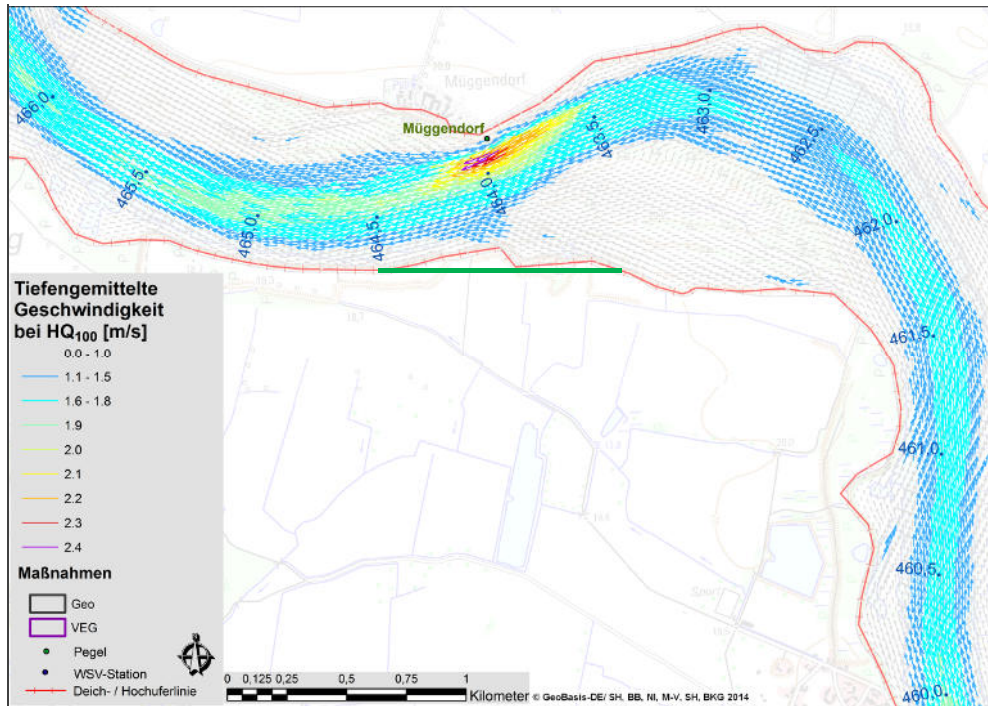 Müggendorf
Müggendorf
466.0
465.5
465.0
464.5
464.0
463.5
463.0
462.5
462.0
461.5
461.0
460.5
460.0
Sport
Tiefengemittelte
Geschwindigkeit
bei HQ100 [m/s]
0.0 - 1.0
1.1 - 1.5
1.6 - 1.8
1.9
2.0
2.1
2.2
2.3
2.4
Maßnahmen
Geo
VEG
Pegel
WSV-Station
Deich- / Hochuferlinie
0 0,125 0,25 0,5 0,75 1
Kilometer © GeoBasis-DE/ SH, BB, NI, M-V, SH, BKG 2014